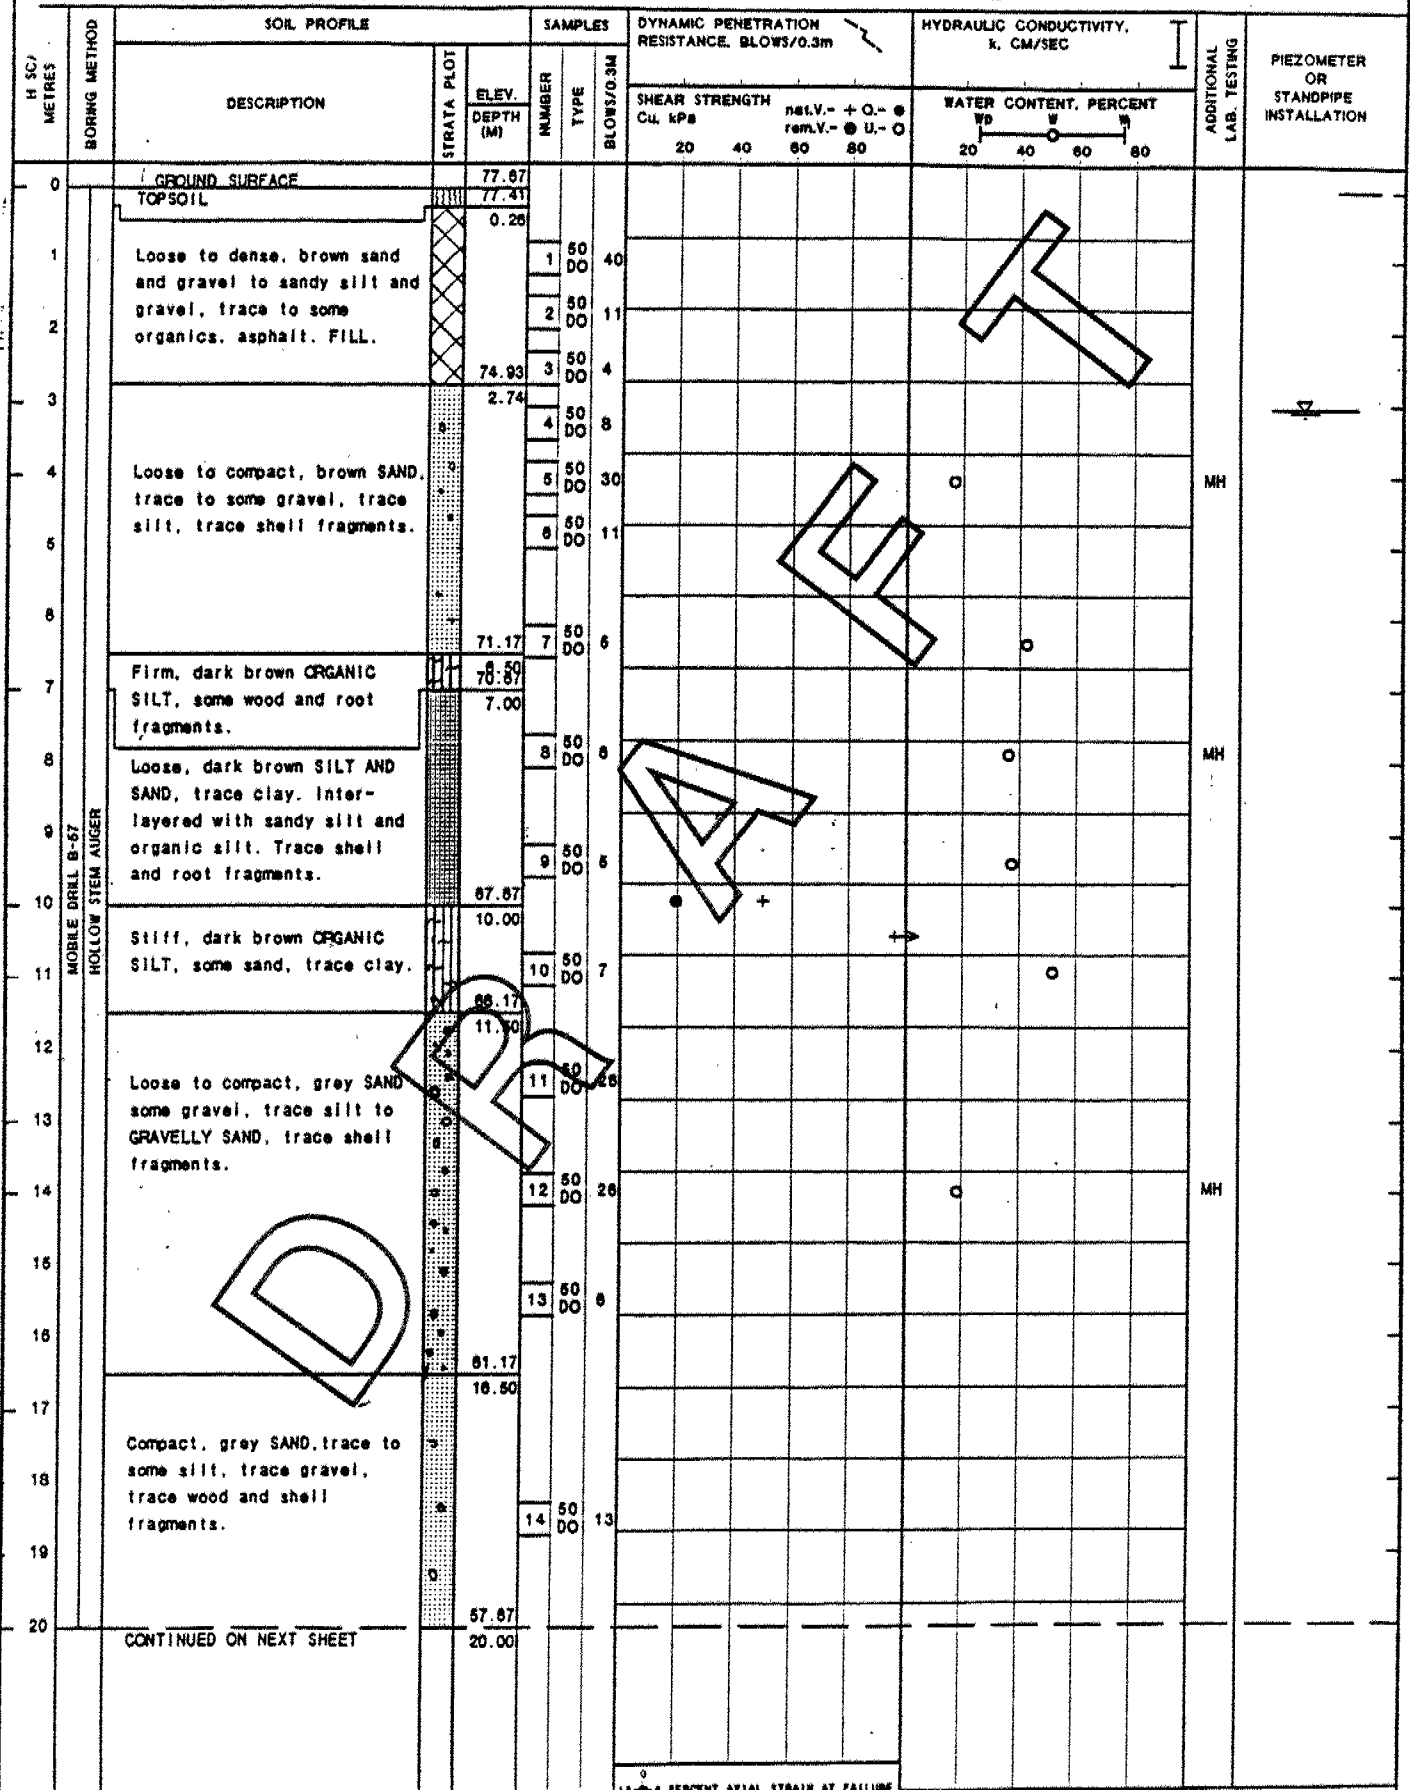 SOIL PROFILE
SAMPLES
DYNAMIC PENETRATION
RESISTANCE, BLOWS/0.3m
HYDRAULIC CONDUCTIVITY,
k, CM/SEC
METRES
BORING METHOD
DESCRIPTION
STRATA PLOT
ELEV.
DEPTH
(M)
NUMBER
TYPE
BLOWS/0.3M
SHEAR STRENGTH
Cu, kPa
nat.V.- + Q.- ●
rem.V.- ⊕ U.- O
20 40 60 80
WATER CONTENT, PERCENT
Wp W Wl
20 40 60 80
ADDITIONAL
LAB. TESTING
PIEZOMETER
OR
STANDPIPE
INSTALLATION
0
GROUND SURFACE
77.67
TOPSOIL
77.41
0.26
1
Loose to dense, brown sand
and gravel to sandy silt and
gravel, trace to some
organics, asphalt. FILL.
1 50 DO 40
2
2 50 DO 11
3 50 DO 4
74.93
3
2.74
4 50 DO 8
4
Loose to compact, brown SAND,
trace to some gravel, trace
silt, trace shell fragments.
5 50 DO 30
MH
5
6 50 DO 11
6
71.17
7 50 DO 6
Firm, dark brown ORGANIC
SILT, some wood and root
fragments.
6.50
70.67
7
7.00
8
8 50 DO 6
MH
Loose, dark brown SILT AND
SAND, trace clay. Inter-
layered with sandy silt and
organic silt. Trace shell
and root fragments.
9
9 50 DO 5
67.67
10
10.00
MOBILE DRILL B-57
HOLLOW STEM AUGER
Stiff, dark brown ORGANIC
SILT, some sand, trace clay.
11
10 50 DO 7
66.17
11.50
12
Loose to compact, grey SAND
some gravel, trace silt to
GRAVELLY SAND, trace shell
fragments.
11 50 DO
13
14
12 50 DO 26
MH
15
13 50 DO 6
16
61.17
16.50
17
Compact, grey SAND, trace to
some silt, trace gravel,
trace wood and shell
fragments.
18
14 50 DO 13
19
57.67
20
CONTINUED ON NEXT SHEET
20.00
DRAFT
PERCENT AXIAL STRAIN AT FAILURE